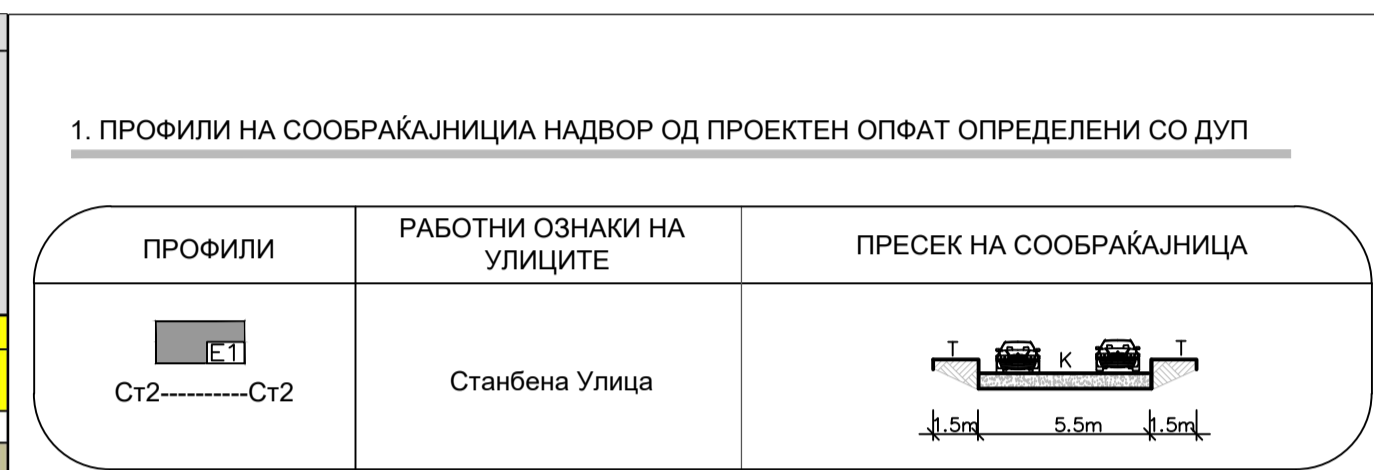 1. ПРОФИЛИ НА СООБРАЌАЈНИЦИА НАДВОР ОД ПРОЕКТЕН ОПФАТ ОПРЕДЕЛЕНИ СО ДУП
ПРОФИЛИ
РАБОТНИ ОЗНАКИ НА
УЛИЦИТЕ
ПРЕСЕК НА СООБРАЌАЈНИЦА
Е1
Ст2----------Ст2
Станбена Улица
Т К Т
1.5m 5.5m 1.5m